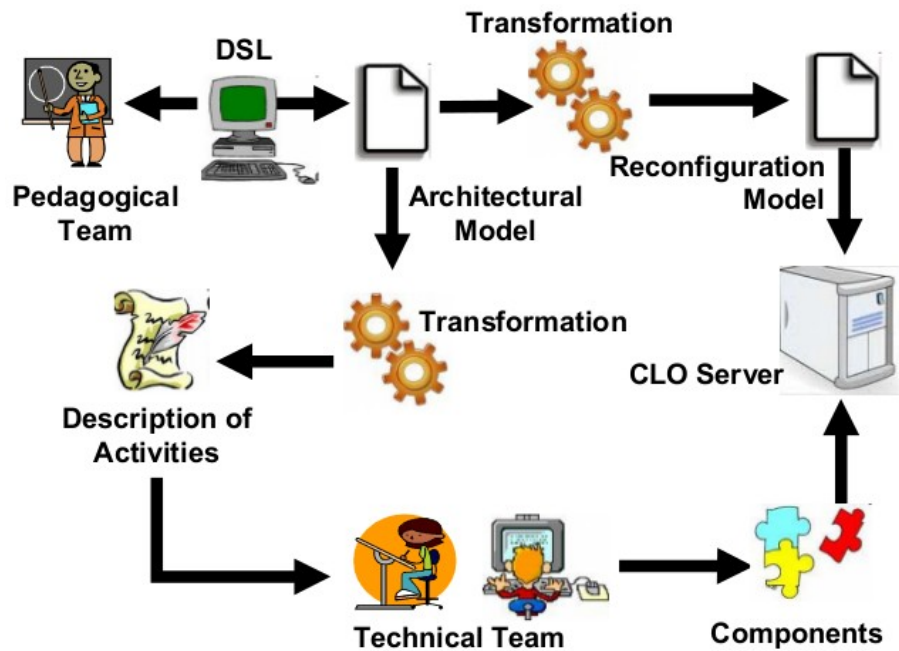 Transformation
DSL
Pedagogical
Team
Architectural
Model
Reconfiguration
Model
Transformation
CLO Server
Description of
Activities
Technical Team
Components